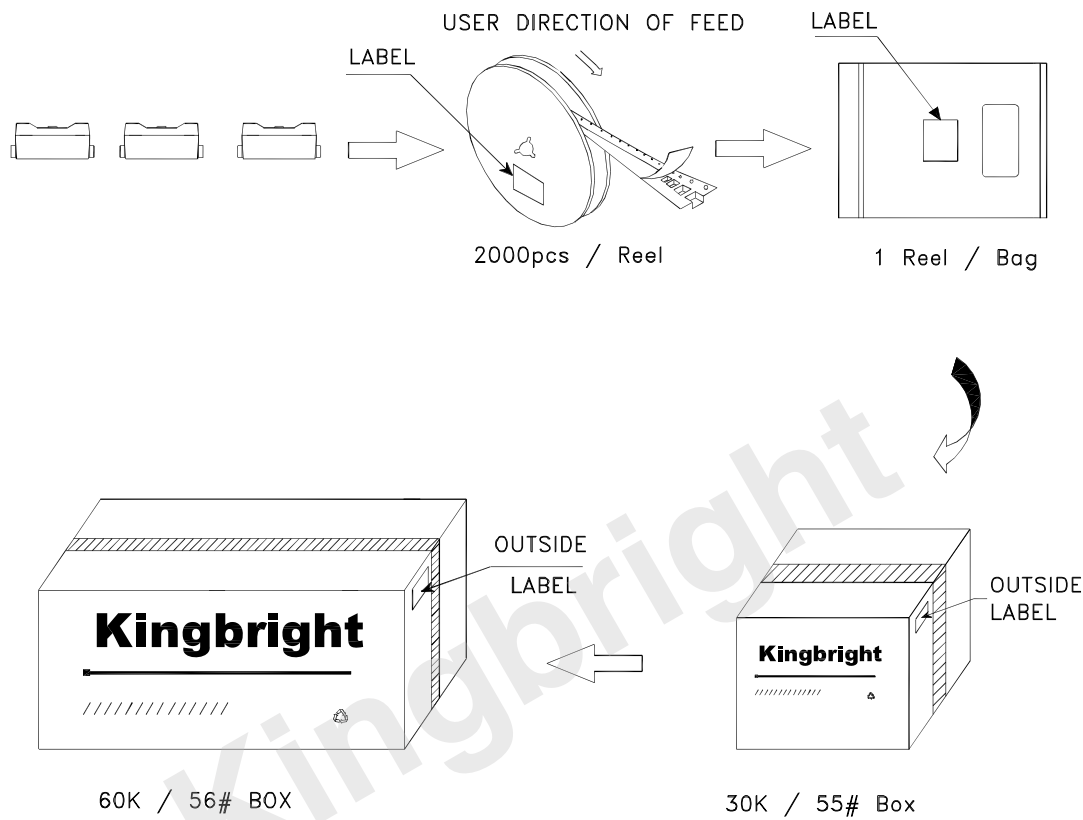 USER DIRECTION OF FEED
LABEL
LABEL
2000pcs / Reel
1 Reel / Bag
OUTSIDE
LABEL
OUTSIDE
LABEL
Kingbright
Kingbright
60K / 56# BOX
30K / 55# Box
Kingbright